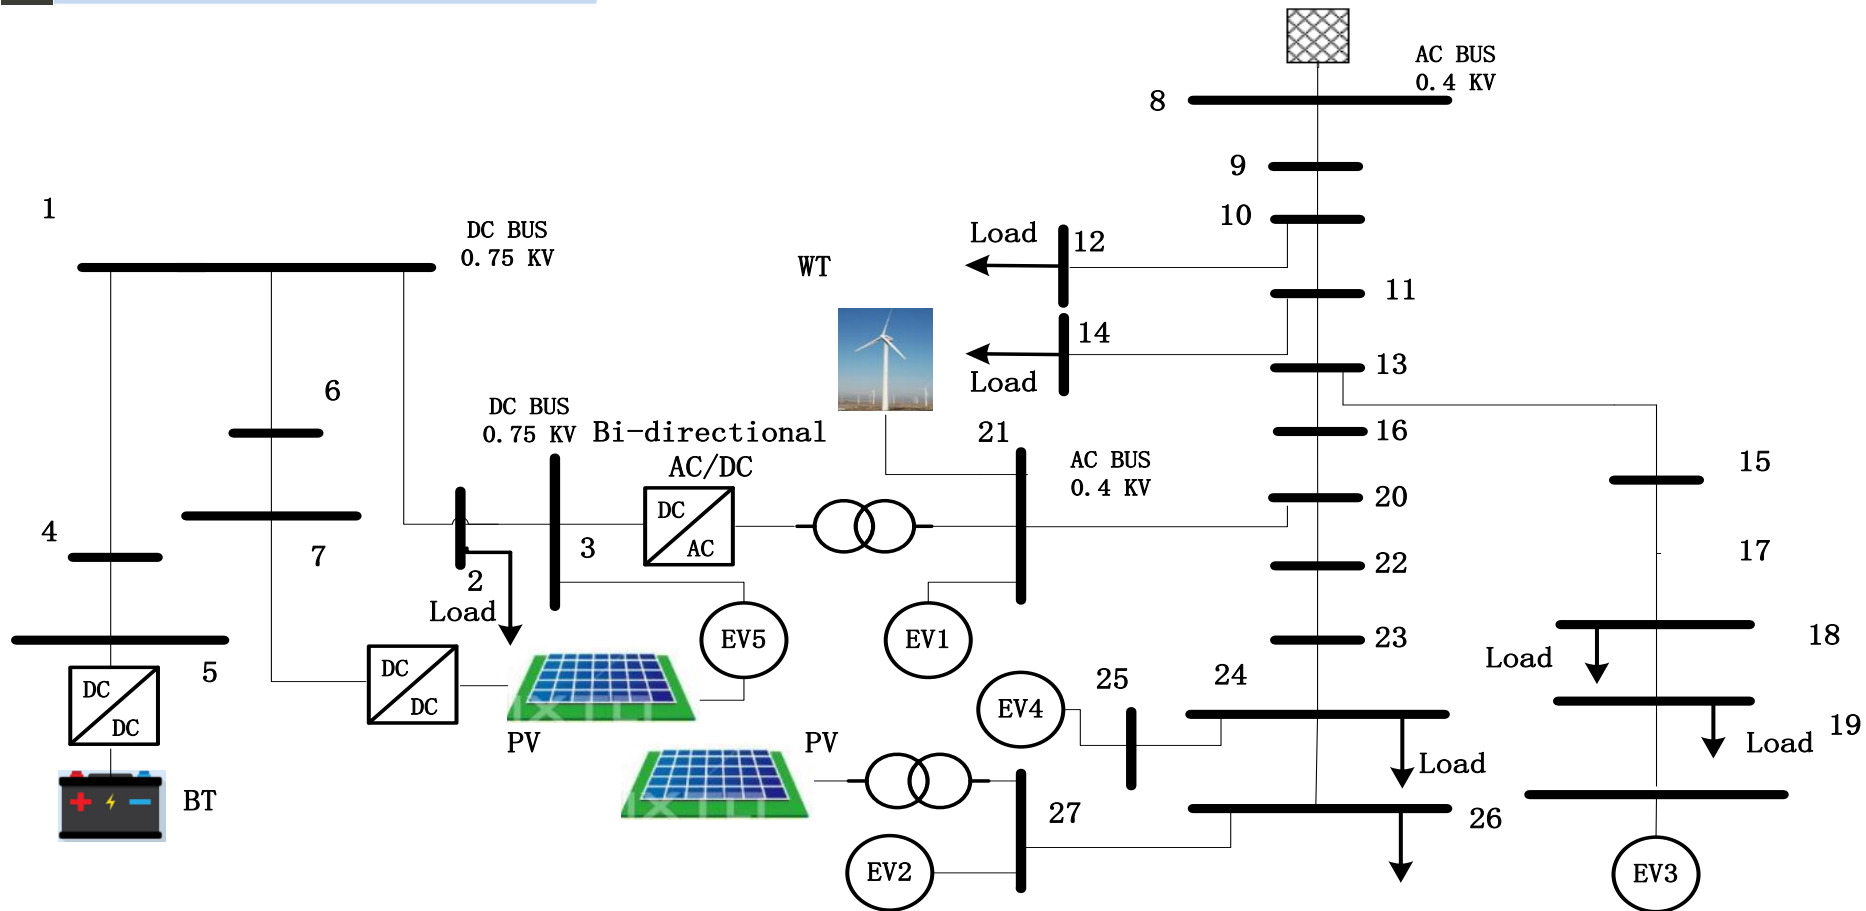 AC BUS
0.4 KV
8
9
10
1
DC BUS
0.75 KV
Load
12
WT
11
14
Load
13
6
DC BUS
0.75 KV
Bi-directional
AC/DC
21
16
AC BUS
0.4 KV
15
20
DC
AC
4
7
3
2
Load
22
17
EV5
EV1
23
18
Load
5
DC
DC
DC
DC
25
24
EV4
19
Load
PV
PV
Load
BT
27
26
EV2
EV3